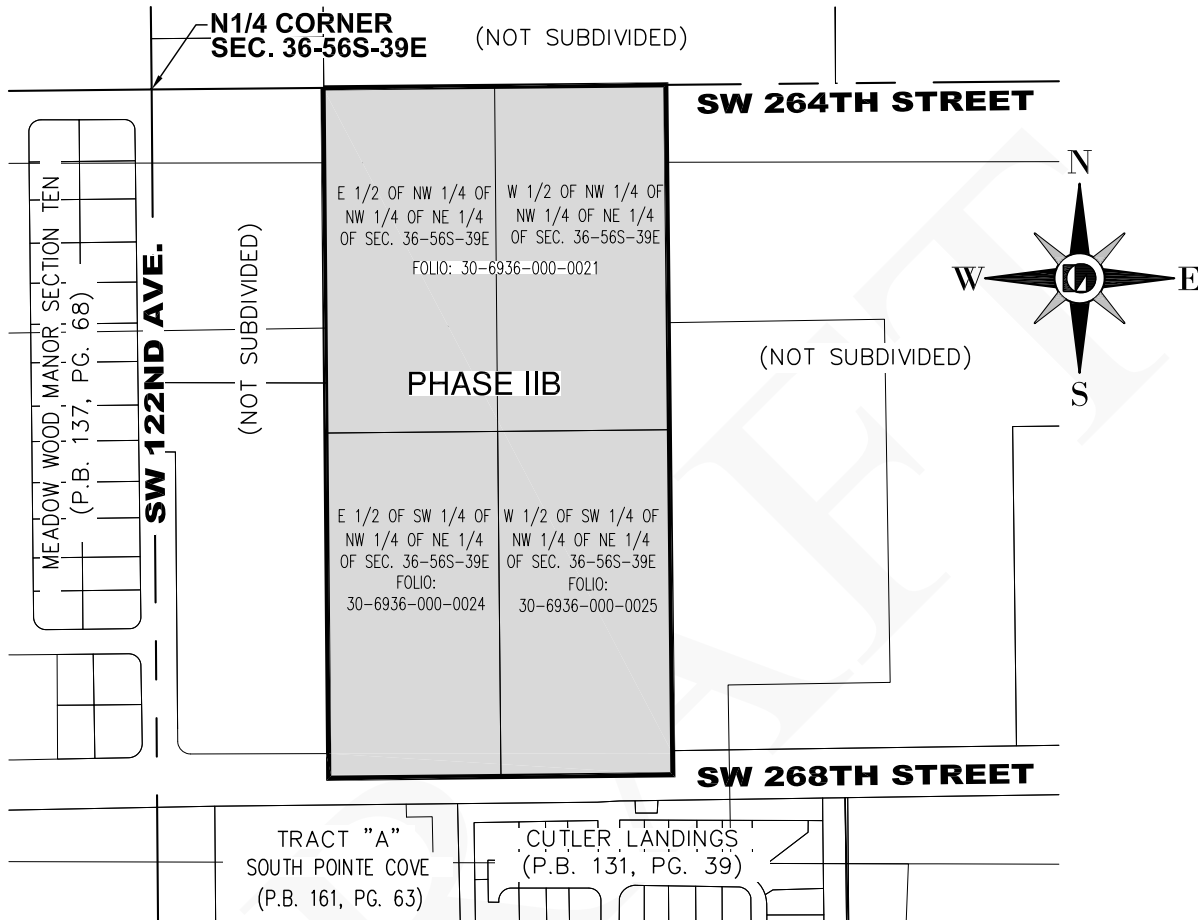 N1/4 CORNER
SEC. 36-56S-39E
(NOT SUBDIVIDED)
SW 264TH STREET
MEADOW WOOD MANOR SECTION TEN
(P.B. 137, PG. 68)
SW 122ND AVE.
(NOT SUBDIVIDED)
E 1/2 OF NW 1/4 OF
NW 1/4 OF NE 1/4
OF SEC. 36-56S-39E
W 1/2 OF NW 1/4 OF
NW 1/4 OF NE 1/4
OF SEC. 36-56S-39E
FOLIO: 30-6936-000-0021
PHASE IIB
(NOT SUBDIVIDED)
N
W
E
S
E 1/2 OF SW 1/4 OF
NW 1/4 OF NE 1/4
OF SEC. 36-56S-39E
FOLIO:
30-6936-000-0024
W 1/2 OF SW 1/4 OF
NW 1/4 OF NE 1/4
OF SEC. 36-56S-39E
FOLIO:
30-6936-000-0025
SW 268TH STREET
TRACT "A"
SOUTH POINTE COVE
(P.B. 161, PG. 63)
CUTLER LANDINGS
(P.B. 131, PG. 39)
RAFT